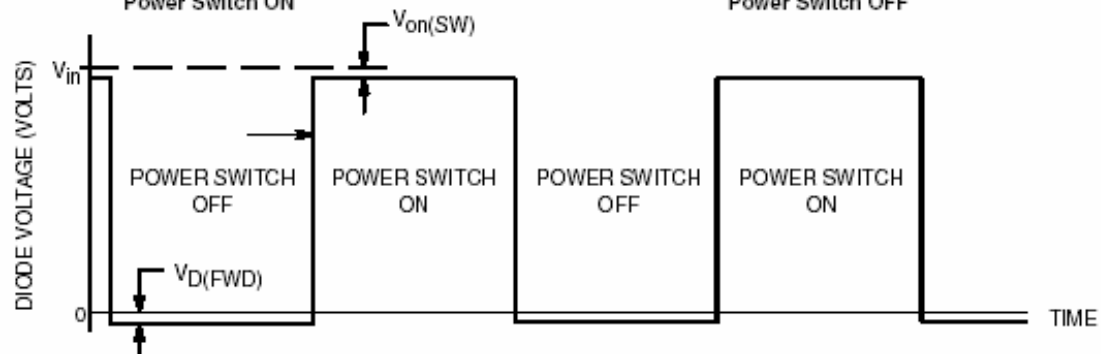 Power Switch ON
Power Switch OFF
Von(SW)
Vin
DIODE VOLTAGE (VOLTS)
POWER SWITCH
OFF
POWER SWITCH
ON
POWER SWITCH
OFF
POWER SWITCH
ON
VD(FWD)
0
TIME